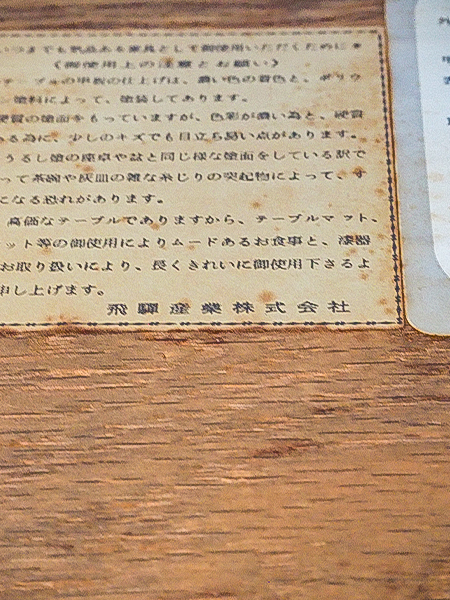 いつまでも気品ある家具として御使用いただくために★
《御使用上の注意とお願い》
テーブルの甲板の仕上げは、濃い色の着色と、ポリウ
ン塗料によって、塗装してあります。
硬質の塗面をもっていますが、色彩が濃い為と、硬質
ある為に、少しのキズでも目立ち易い点があります。
うるし塗の座卓や盆と同じ様な塗面をしている訳で
って茶碗や灰皿の雑な糸じりの突起物によって、す
になる恐れがあります。
高価なテーブルでありますから、テーブルマット、
ット等の御使用によりムードあるお食事と、漆器
お取り扱いにより、長くきれいに御使用下さるよ
申し上げます。
飛驒産業株式会社